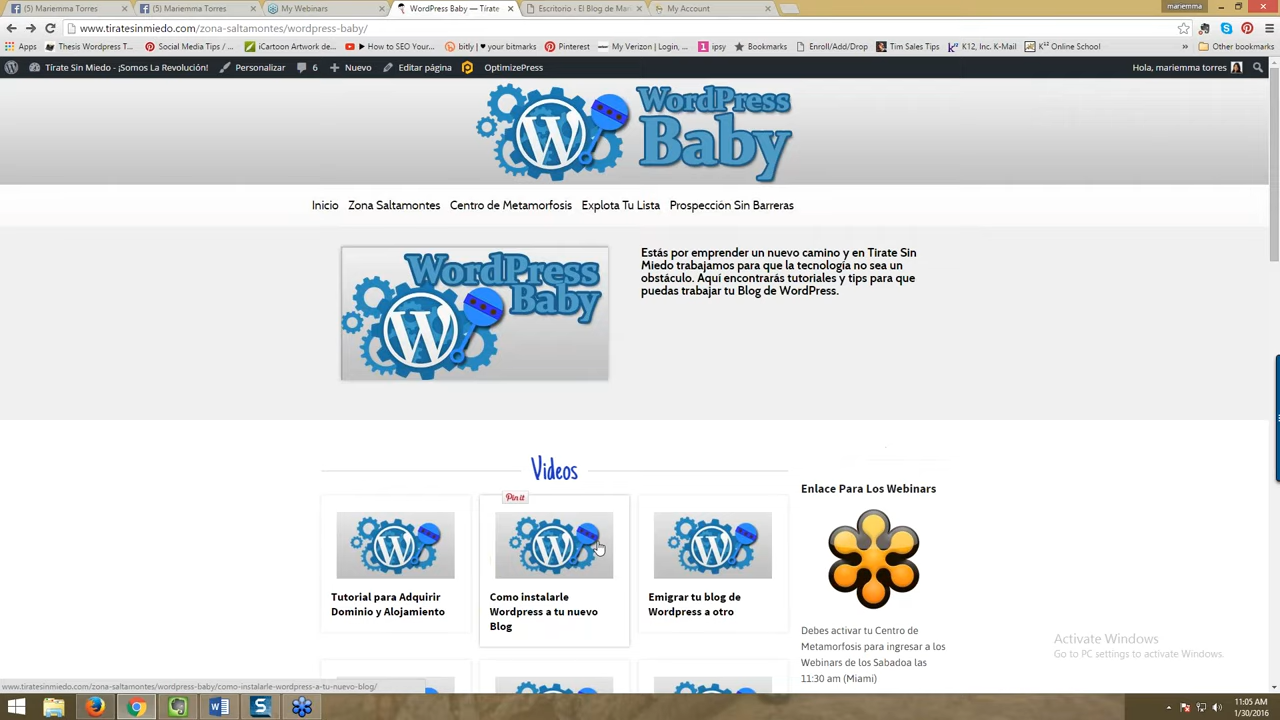 (5) Mariemma Torres
(5) Mariemma Torres
My Webinars
WordPress Baby — Tirate
Escritorio ‹ El Blog de Mar
My Account
mariemma
www.tiratesinmiedo.com/zona-saltamontes/wordpress-baby/
Apps
Thesis Wordpress T...
Social Media Tips / ...
iCartoon Artwork de...
How to SEO Your...
bitly | ♥ your bitmarks
Pinterest
My Verizon | Login, ...
ipsy
Bookmarks
Enroll/Add/Drop
Tim Sales Tips
K12, Inc. K-Mail
K¹² Online School
»
Other bookmarks
Tírate Sin Miedo - ¡Somos La Revolución!
Personalizar
6
Nuevo
Editar página
OptimizePress
Hola, mariemma torres
WordPress
Baby
Inicio
Zona Saltamontes
Centro de Metamorfosis
Explota Tu Lista
Prospección Sin Barreras
WordPress
Baby
Estás por emprender un nuevo camino y en Tírate Sin
Miedo trabajamos para que la tecnología no sea un
obstáculo. Aquí encontrarás tutoriales y tips para que
puedas trabajar tu Blog de WordPress.
Videos
Pin it
Tutorial para Adquirir
Dominio y Alojamiento
Como instalarle
Wordpress a tu nuevo
Blog
Emigrar tu blog de
Wordpress a otro
Enlace Para Los Webinars
Debes activar tu Centro de
Metamorfosis para ingresar a los
Webinars de los Sabadoa las
11:30 am (Miami)
Activate Windows
Go to PC settings to activate Windows.
www.tiratesinmiedo.com/zona-saltamontes/wordpress-baby/como-instalarle-wordpress-a-tu-nuevo-blog/
11:05 AM
1/30/2016